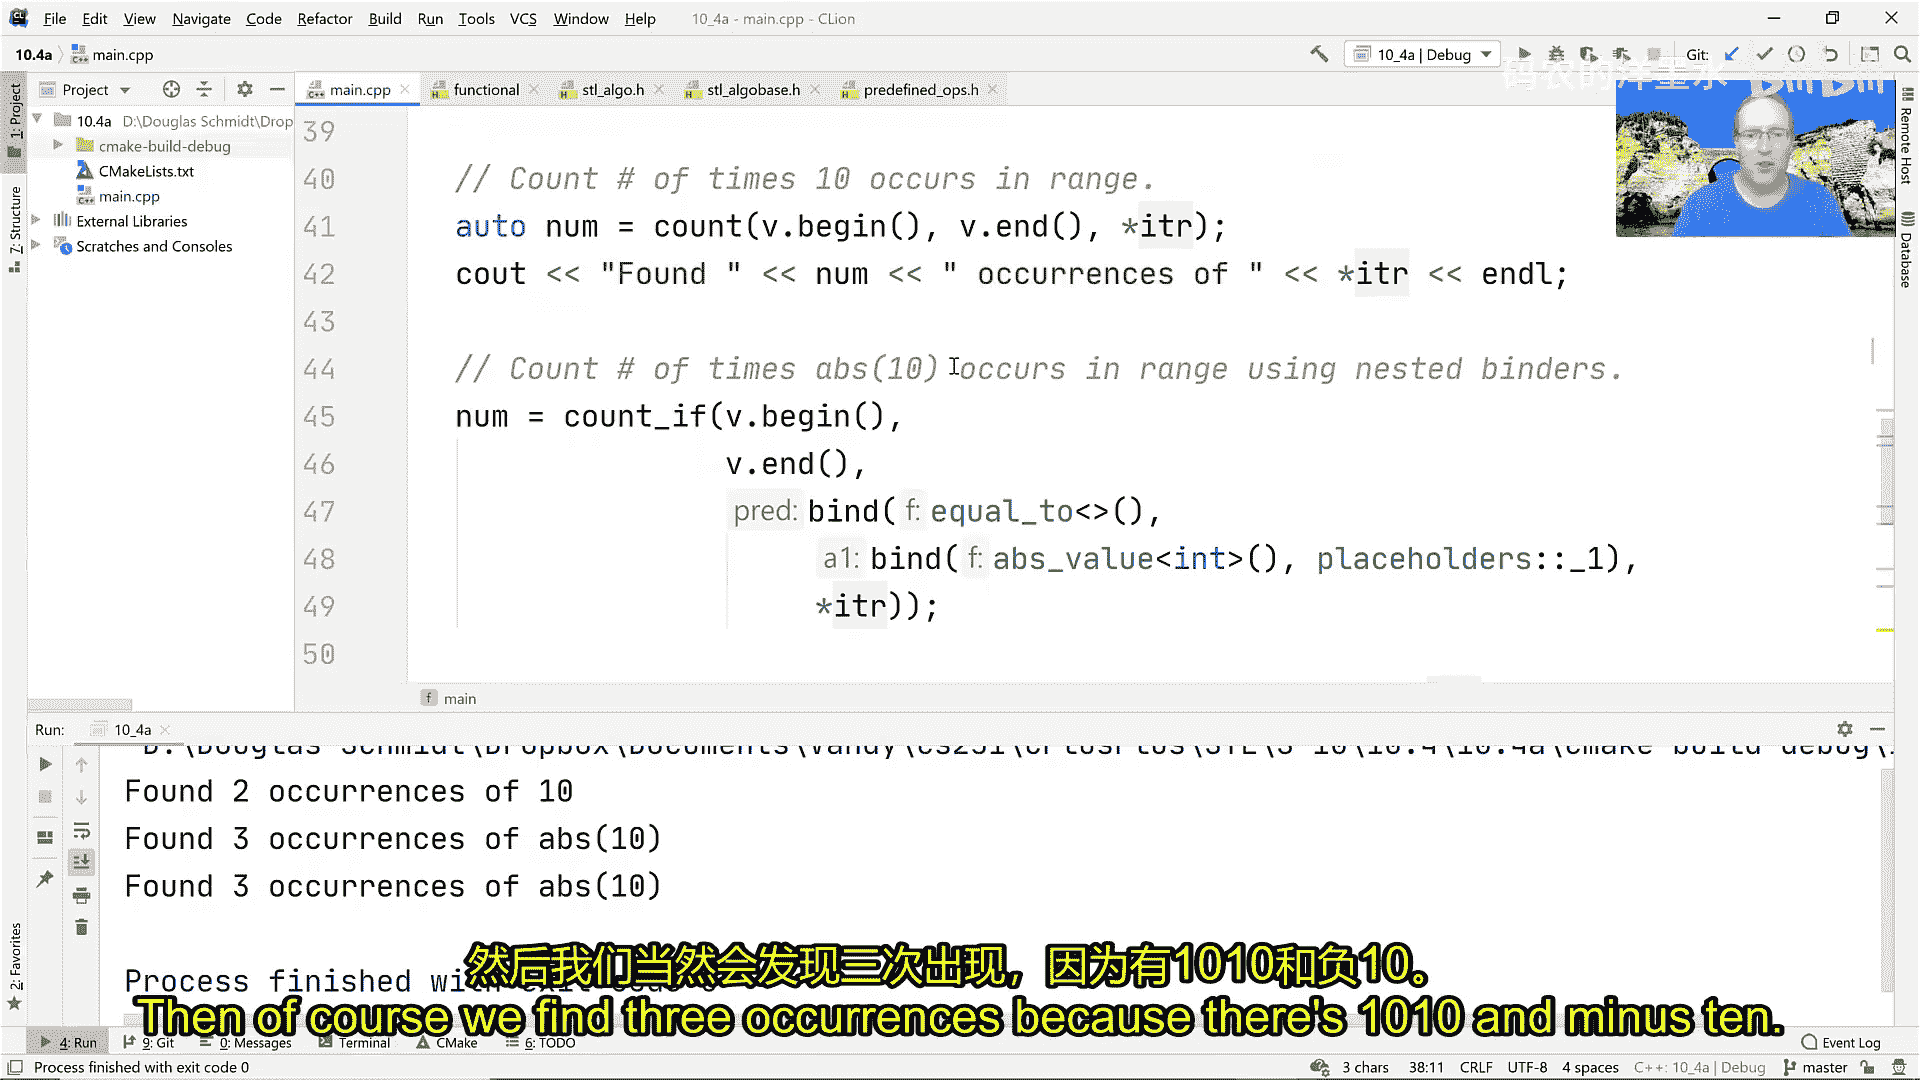 File Edit View Navigate Code Refactor Build Run Tools VCS Window Help 10_4a - main.cpp - CLion
10.4a main.cpp 10_4a | Debug Git:
Project main.cpp functional stl_algo.h stl_algobase.h predefined_ops.h
1: Project
7: Structure
2: Favorites
Remote Host
Database
10.4a D:\Douglas Schmidt\Drop
cmake-build-debug
CMakeLists.txt
main.cpp
External Libraries
Scratches and Consoles
39
40 // Count # of times 10 occurs in range.
41 auto num = count(v.begin(), v.end(), *itr);
42 cout << "Found " << num << " occurrences of " << *itr << endl;
43
44 // Count # of times abs(10) occurs in range using nested binders.
45 num = count_if(v.begin(),
46 v.end(),
47 pred: bind( f: equal_to<>(),
48 a1: bind( f: abs_value<int>(), placeholders::_1),
49 *itr));
50
main
Run: 10_4a
Found 2 occurrences of 10
Found 3 occurrences of abs(10)
Found 3 occurrences of abs(10)
Process finished
然后我们当然会发现三次出现，因为有1010和负10。
Then of course we find three occurrences because there's 1010 and minus ten.
4: Run 9: Git 0: Messages Terminal CMake 6: TODO Event Log
Process finished with exit code 0 3 chars 38:11 CRLF UTF-8 4 spaces C++: 10_4a | Debug master